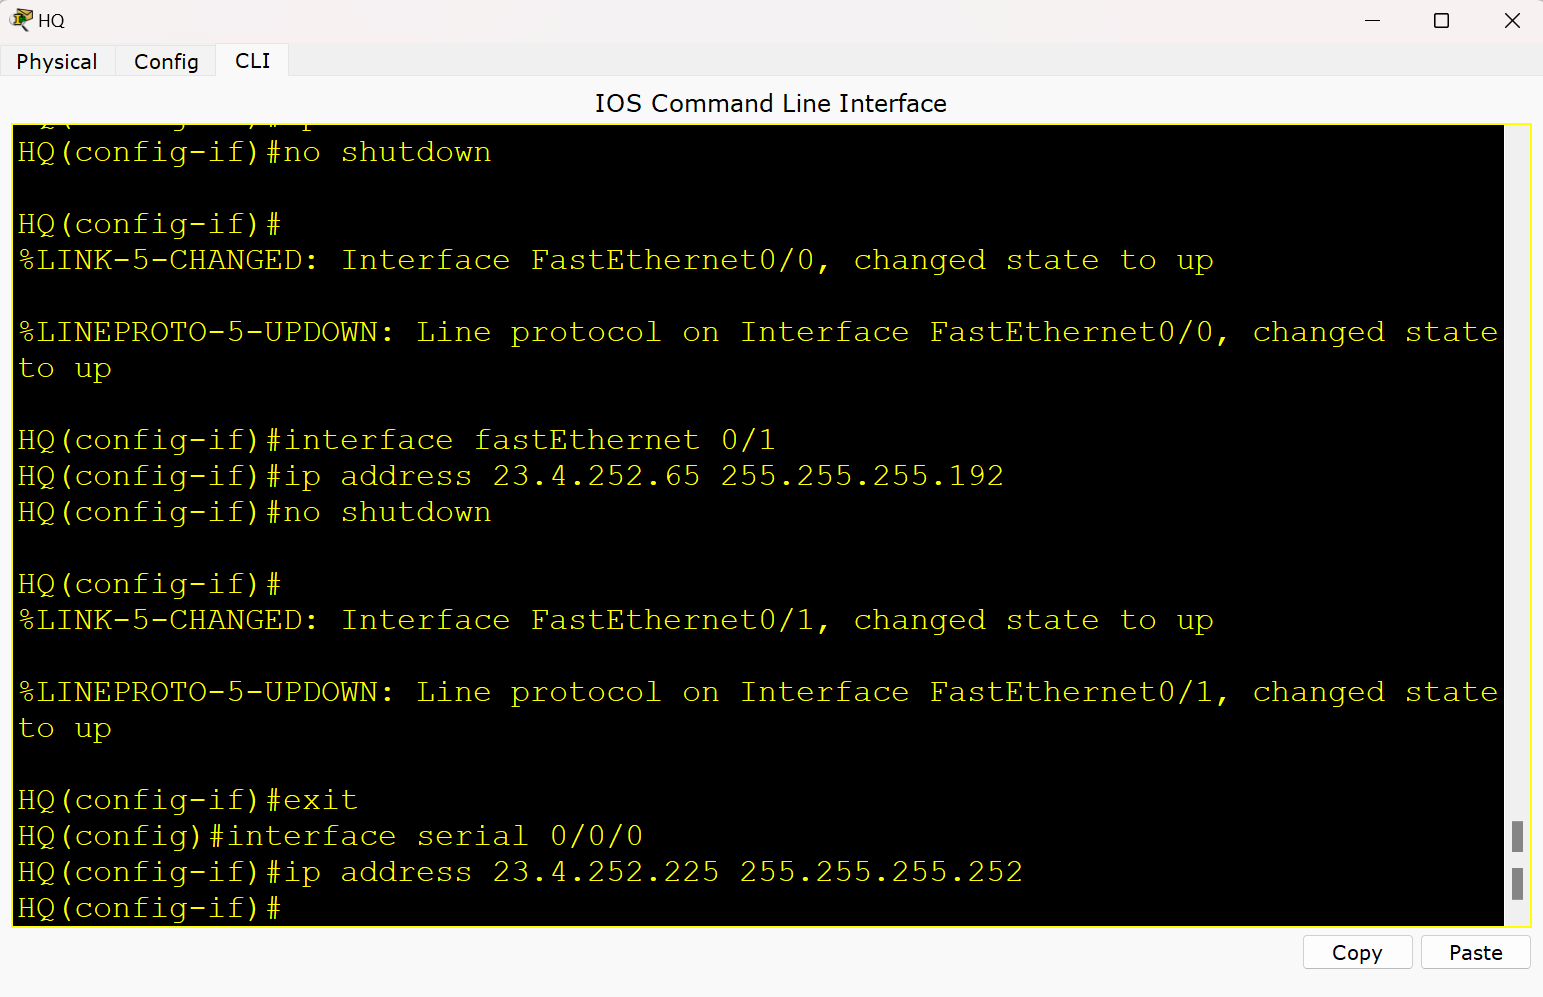 HQ
Physical
Config
CLI
IOS Command Line Interface
HQ(config-if)#no shutdown
HQ(config-if)#
%LINK-5-CHANGED: Interface FastEthernet0/0, changed state to up
%LINEPROTO-5-UPDOWN: Line protocol on Interface FastEthernet0/0, changed state
to up
HQ(config-if)#interface fastEthernet 0/1
HQ(config-if)#ip address 23.4.252.65 255.255.255.192
HQ(config-if)#no shutdown
HQ(config-if)#
%LINK-5-CHANGED: Interface FastEthernet0/1, changed state to up
%LINEPROTO-5-UPDOWN: Line protocol on Interface FastEthernet0/1, changed state
to up
HQ(config-if)#exit
HQ(config)#interface serial 0/0/0
HQ(config-if)#ip address 23.4.252.225 255.255.255.252
HQ(config-if)#
Copy
Paste